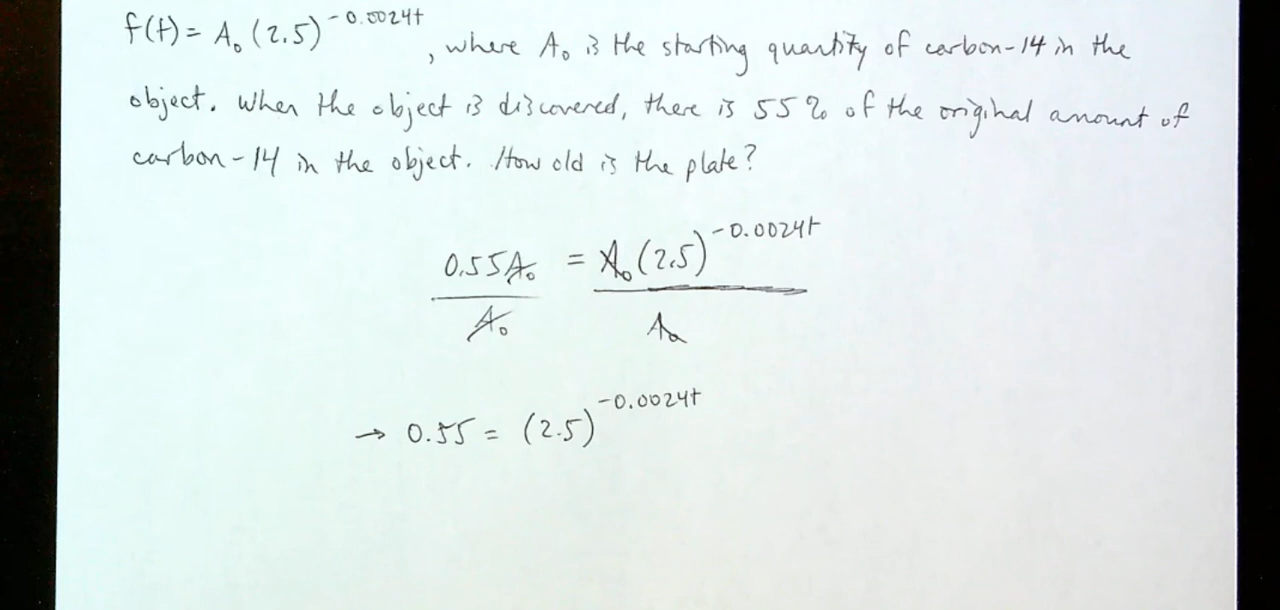 f(t) = A₀ (2.5)^-0.0024t, where A₀ is the starting quantity of carbon-14 in the
object. When the object is discovered, there is 55% of the original amount of
carbon-14 in the object. How old is the plate?
0.55A₀ = A₀(2.5)^-0.0024t
A₀ A₀
→ 0.55 = (2.5)^-0.0024t